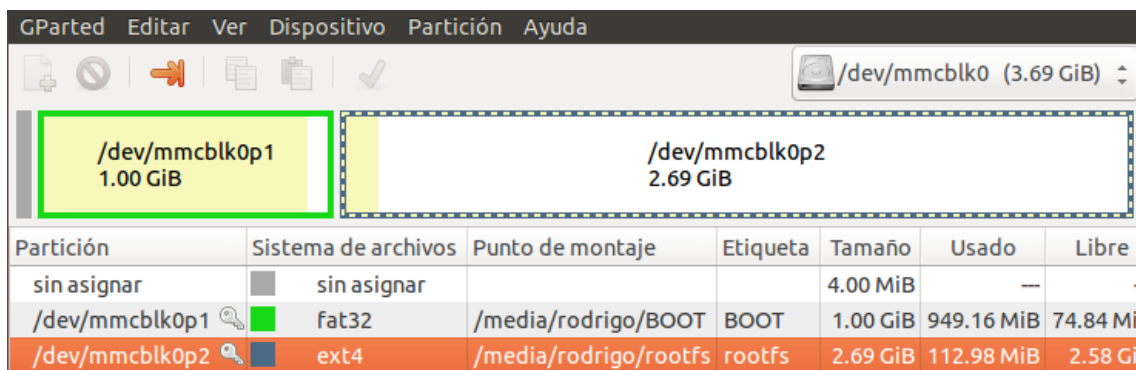 GParted Editar Ver Dispositivo Partición Ayuda
/dev/mmcblk0 (3.69 GiB)
/dev/mmcblk0p1
1.00 GiB
/dev/mmcblk0p2
2.69 GiB
Partición Sistema de archivos Punto de montaje Etiqueta Tamaño Usado Libre
sin asignar sin asignar 4.00 MiB ---
/dev/mmcblk0p1 fat32 /media/rodrigo/BOOT BOOT 1.00 GiB 949.16 MiB 74.84 Mi
/dev/mmcblk0p2 ext4 /media/rodrigo/rootfs rootfs 2.69 GiB 112.98 MiB 2.58 Gi